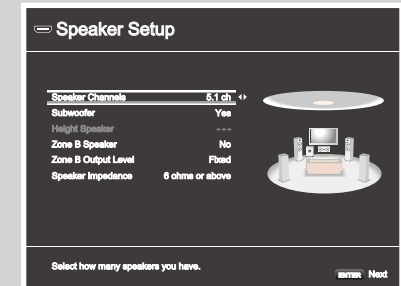 Speaker Setup
Speaker Channels 5.1 ch
Subwoofer Yes
Height Speaker ---
Zone B Speaker No
Zone B Output Level Fixed
Speaker Impedance 6 ohms or above
Select how many speakers you have.
ENTER Next